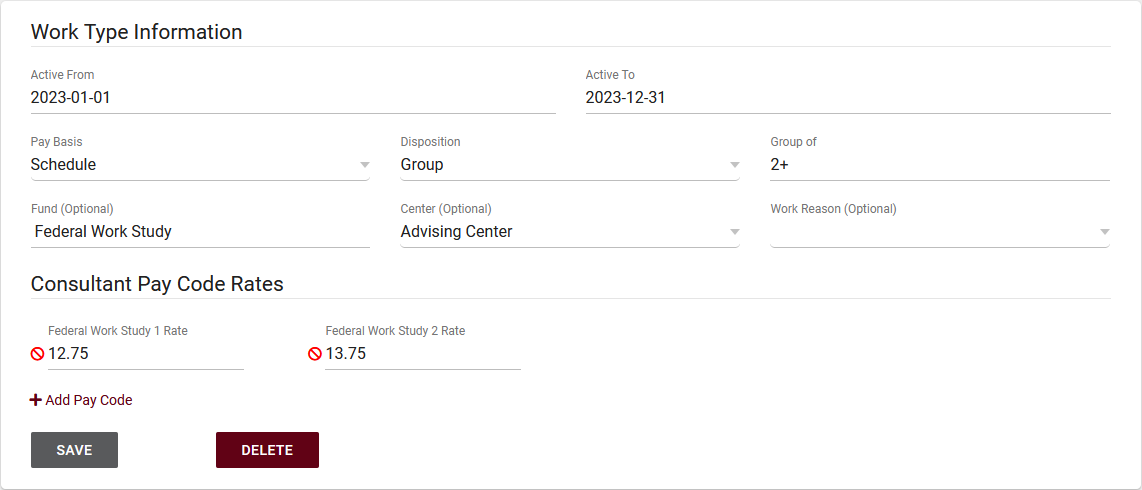 Work Type Information
Active From Active To
2023-01-01 2023-12-31
Pay Basis Disposition Group of
Schedule Group 2+
Fund (Optional) Center (Optional) Work Reason (Optional)
Federal Work Study Advising Center
Consultant Pay Code Rates
Federal Work Study 1 Rate Federal Work Study 2 Rate
12.75 13.75
Add Pay Code
SAVE DELETE